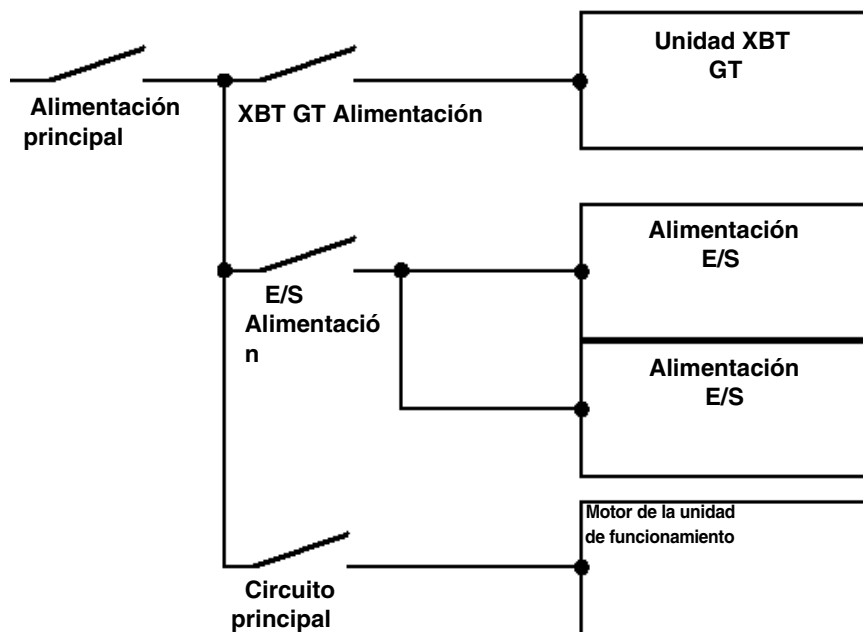 Unidad XBT
GT
Alimentación
principal
XBT GT Alimentación
Alimentación
E/S
E/S
Alimentació
n
Alimentación
E/S
Motor de la unidad
de funcionamiento
Circuito
principal